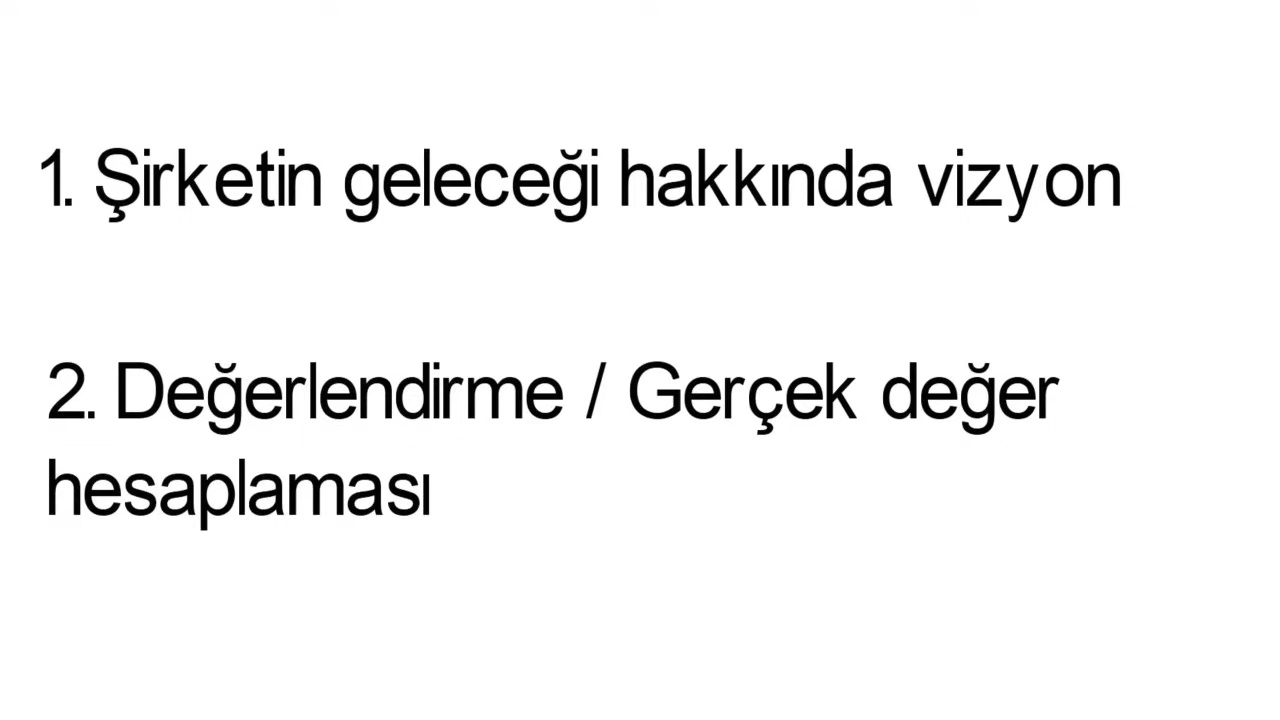 1. Şirketin geleceği hakkında vizyon
2. Değerlendirme / Gerçek değer
hesaplaması